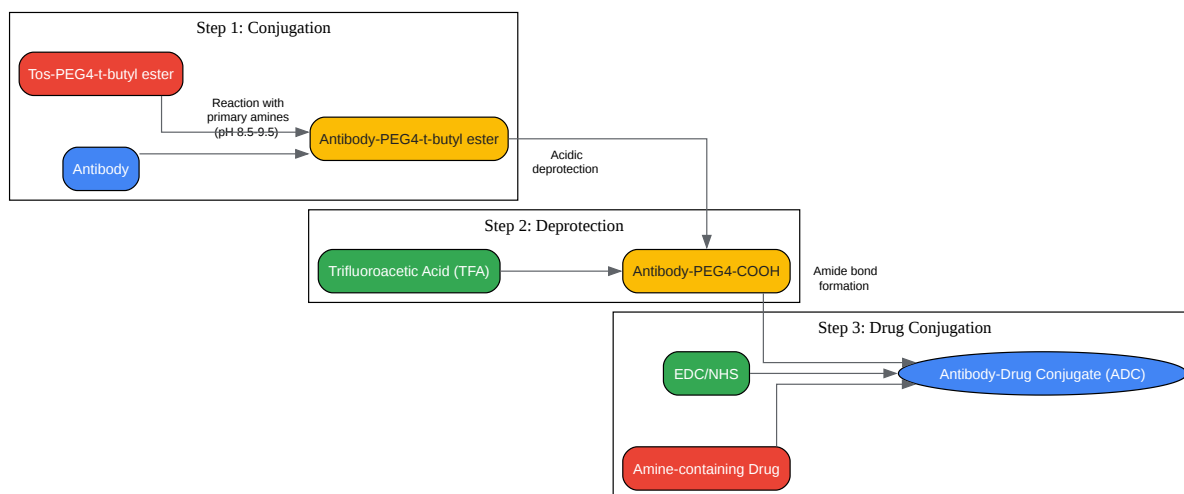 Step 1: Conjugation
Tos-PEG4-t-butyl ester
Reaction with
primary amines
(pH 8.5-9.5)
Antibody-PEG4-t-butyl ester
Antibody
Acidic
deprotection
Step 2: Deprotection
Trifluoroacetic Acid (TFA)
Antibody-PEG4-COOH
Amide bond
formation
Step 3: Drug Conjugation
EDC/NHS
Antibody-Drug Conjugate (ADC)
Amine-containing Drug